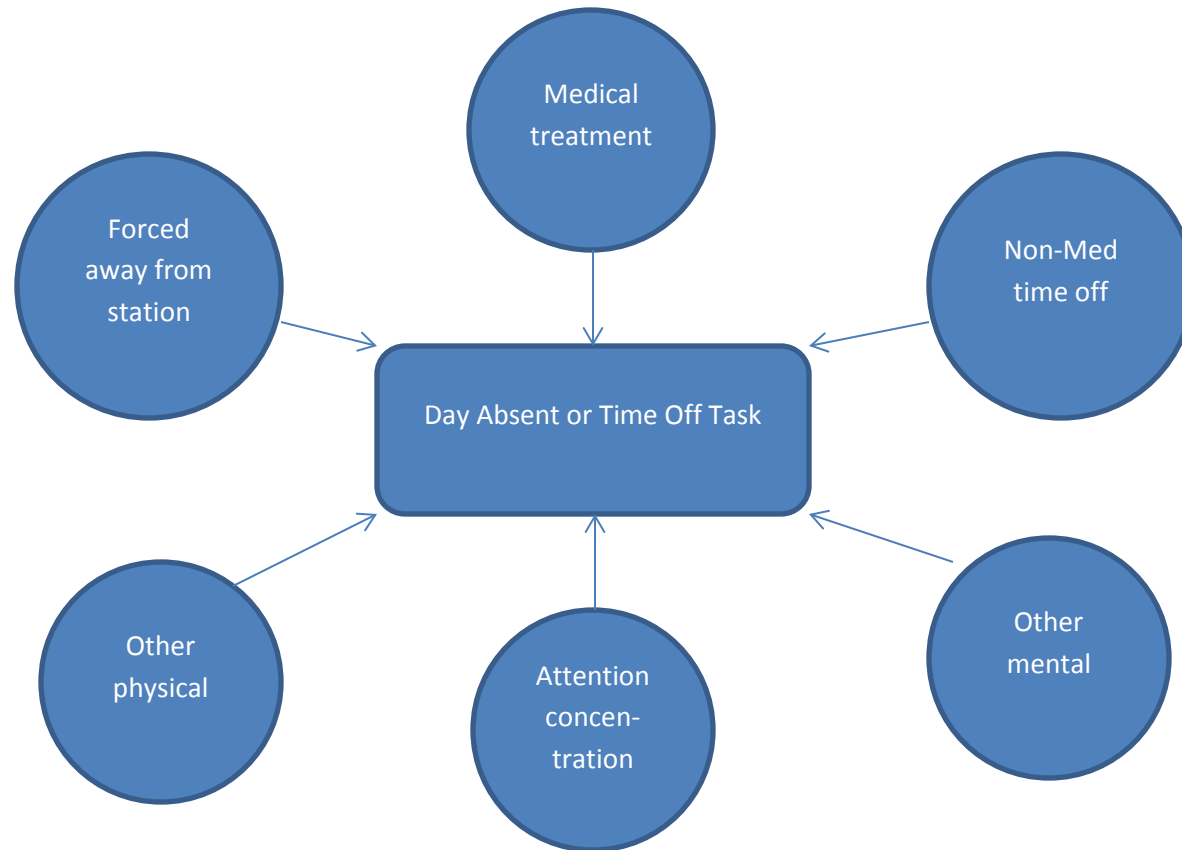 Medical
treatment
Forced
away from
station
Non-Med
time off
Day Absent or Time Off Task
Other
physical
Attention
concen-
tration
Other
mental